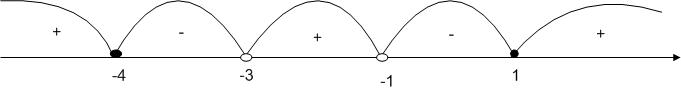 + - + - +
-4 -3 -1 1